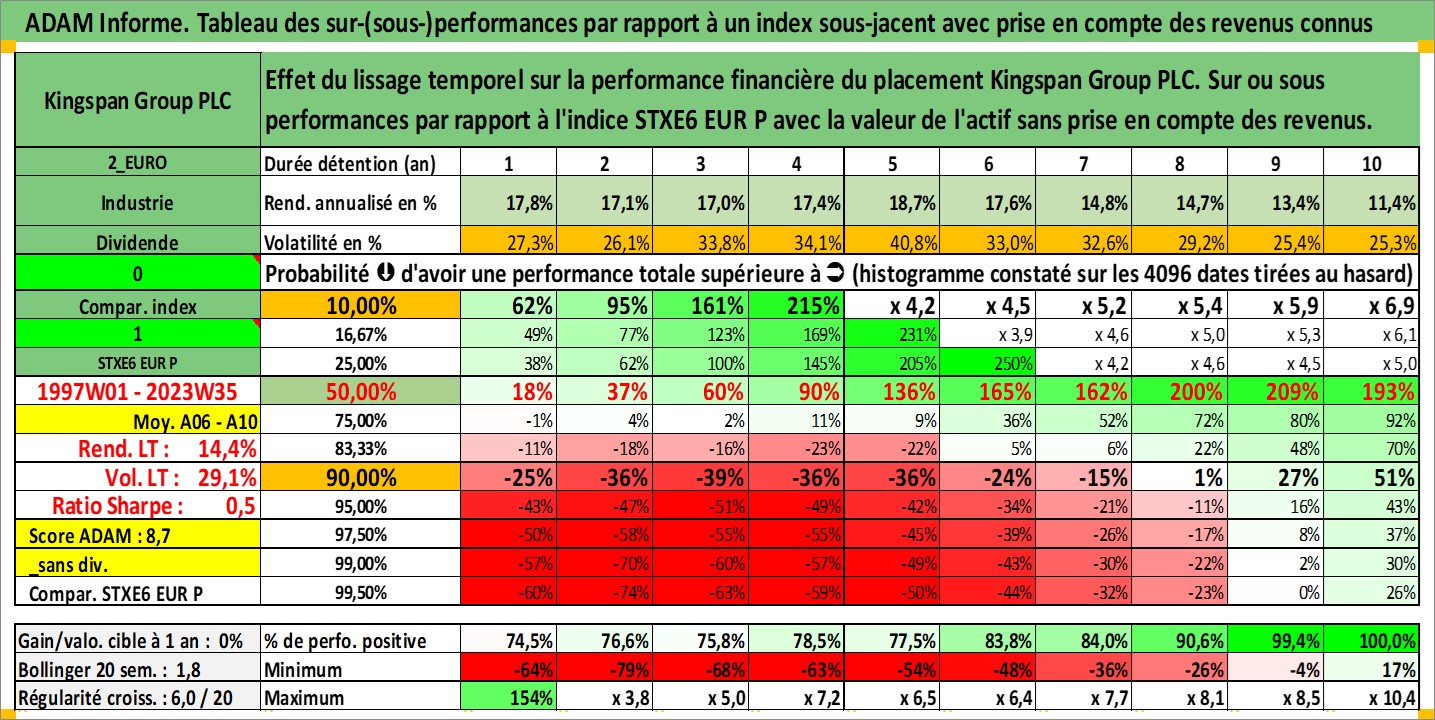 ADAM Informe. Tableau des sur-(sous-)performances par rapport à un index sous-jacent avec prise en compte des revenus connus
Kingspan Group PLC
Effet du lissage temporel sur la performance financière du placement Kingspan Group PLC. Sur ou sous
performances par rapport à l'indice STXE6 EUR P avec la valeur de l'actif sans prise en compte des revenus.
2_EURO Durée détention (an) 1 2 3 4 5 6 7 8 9 10
Industrie Rend. annualisé en % 17,8% 17,1% 17,0% 17,4% 18,7% 17,6% 14,8% 14,7% 13,4% 11,4%
Dividende Volatilité en % 27,3% 26,1% 33,8% 34,1% 40,8% 33,0% 32,6% 29,2% 25,4% 25,3%
0 Probabilité ⬇ d'avoir une performance totale supérieure à ➲ (histogramme constaté sur les 4096 dates tirées au hasard)
Compar. index 10,00% 62% 95% 161% 215% x 4,2 x 4,5 x 5,2 x 5,4 x 5,9 x 6,9
1 16,67% 49% 77% 123% 169% 231% x 3,9 x 4,6 x 5,0 x 5,3 x 6,1
STXE6 EUR P 25,00% 38% 62% 100% 145% 205% 250% x 4,2 x 4,6 x 4,5 x 5,0
1997W01 - 2023W35 50,00% 18% 37% 60% 90% 136% 165% 162% 200% 209% 193%
Moy. A06 - A10 75,00% -1% 4% 2% 11% 9% 36% 52% 72% 80% 92%
Rend. LT : 14,4% 83,33% -11% -18% -16% -23% -22% 5% 6% 22% 48% 70%
Vol. LT : 29,1% 90,00% -25% -36% -39% -36% -36% -24% -15% 1% 27% 51%
Ratio Sharpe : 0,5 95,00% -43% -47% -51% -49% -42% -34% -21% -11% 16% 43%
Score ADAM : 8,7 97,50% -50% -58% -55% -55% -45% -39% -26% -17% 8% 37%
_sans div. 99,00% -57% -70% -60% -57% -49% -43% -30% -22% 2% 30%
Compar. STXE6 EUR P 99,50% -60% -74% -63% -59% -50% -44% -32% -23% 0% 26%
Gain/valo. cible à 1 an : 0% % de perfo. positive 74,5% 76,6% 75,8% 78,5% 77,5% 83,8% 84,0% 90,6% 99,4% 100,0%
Bollinger 20 sem. : 1,8 Minimum -64% -79% -68% -63% -54% -48% -36% -26% -4% 17%
Régularité croiss. : 6,0 / 20 Maximum 154% x 3,8 x 5,0 x 7,2 x 6,5 x 6,4 x 7,7 x 8,1 x 8,5 x 10,4